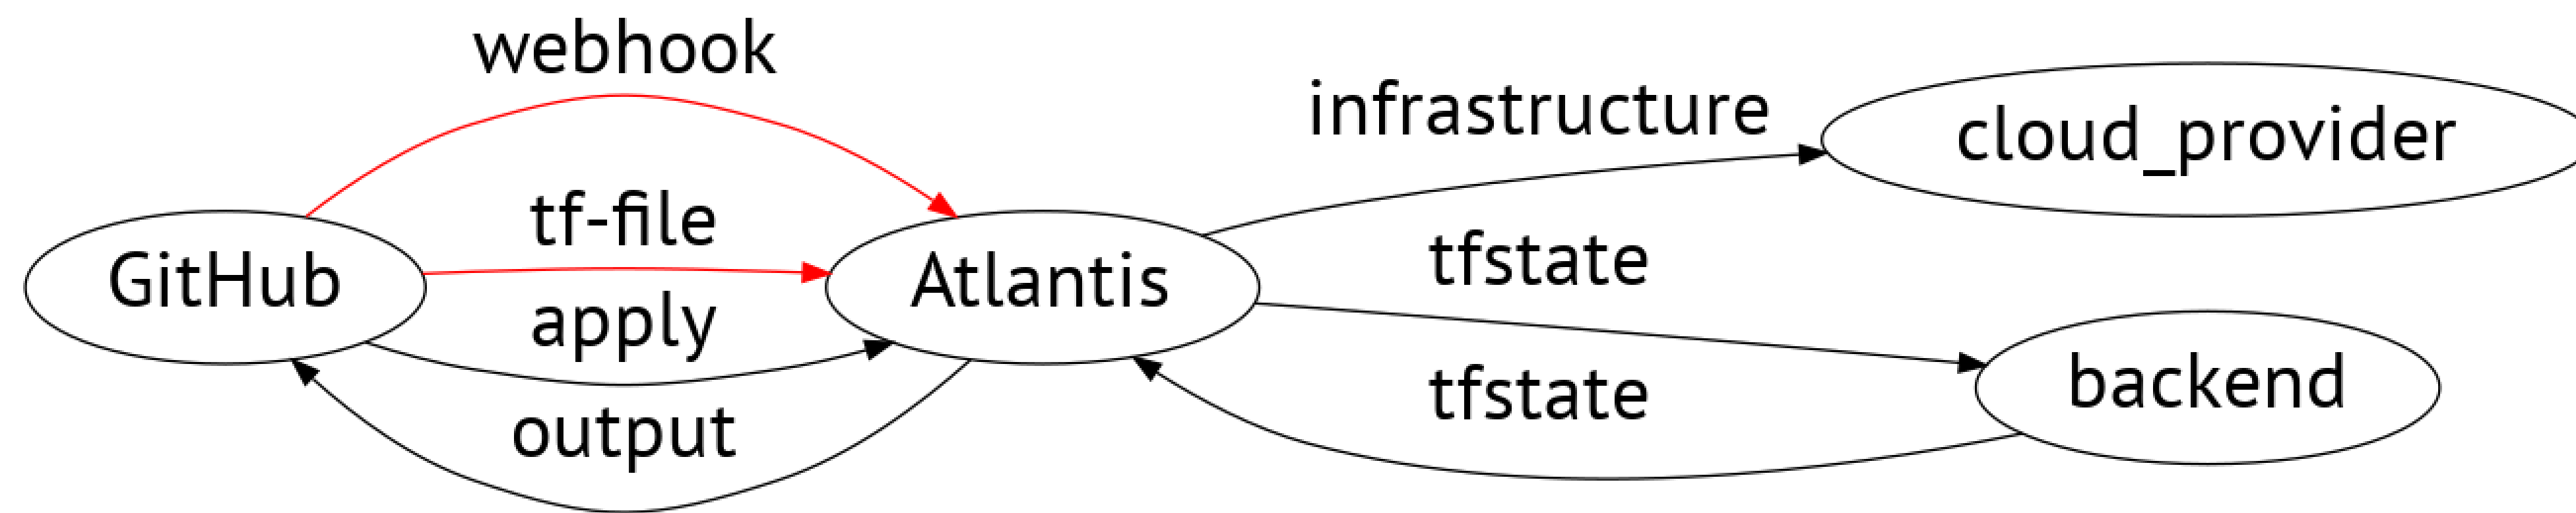 webhook
infrastructure
cloud_provider
tf-file
tfstate
GitHub
Atlantis
apply
tfstate
backend
output